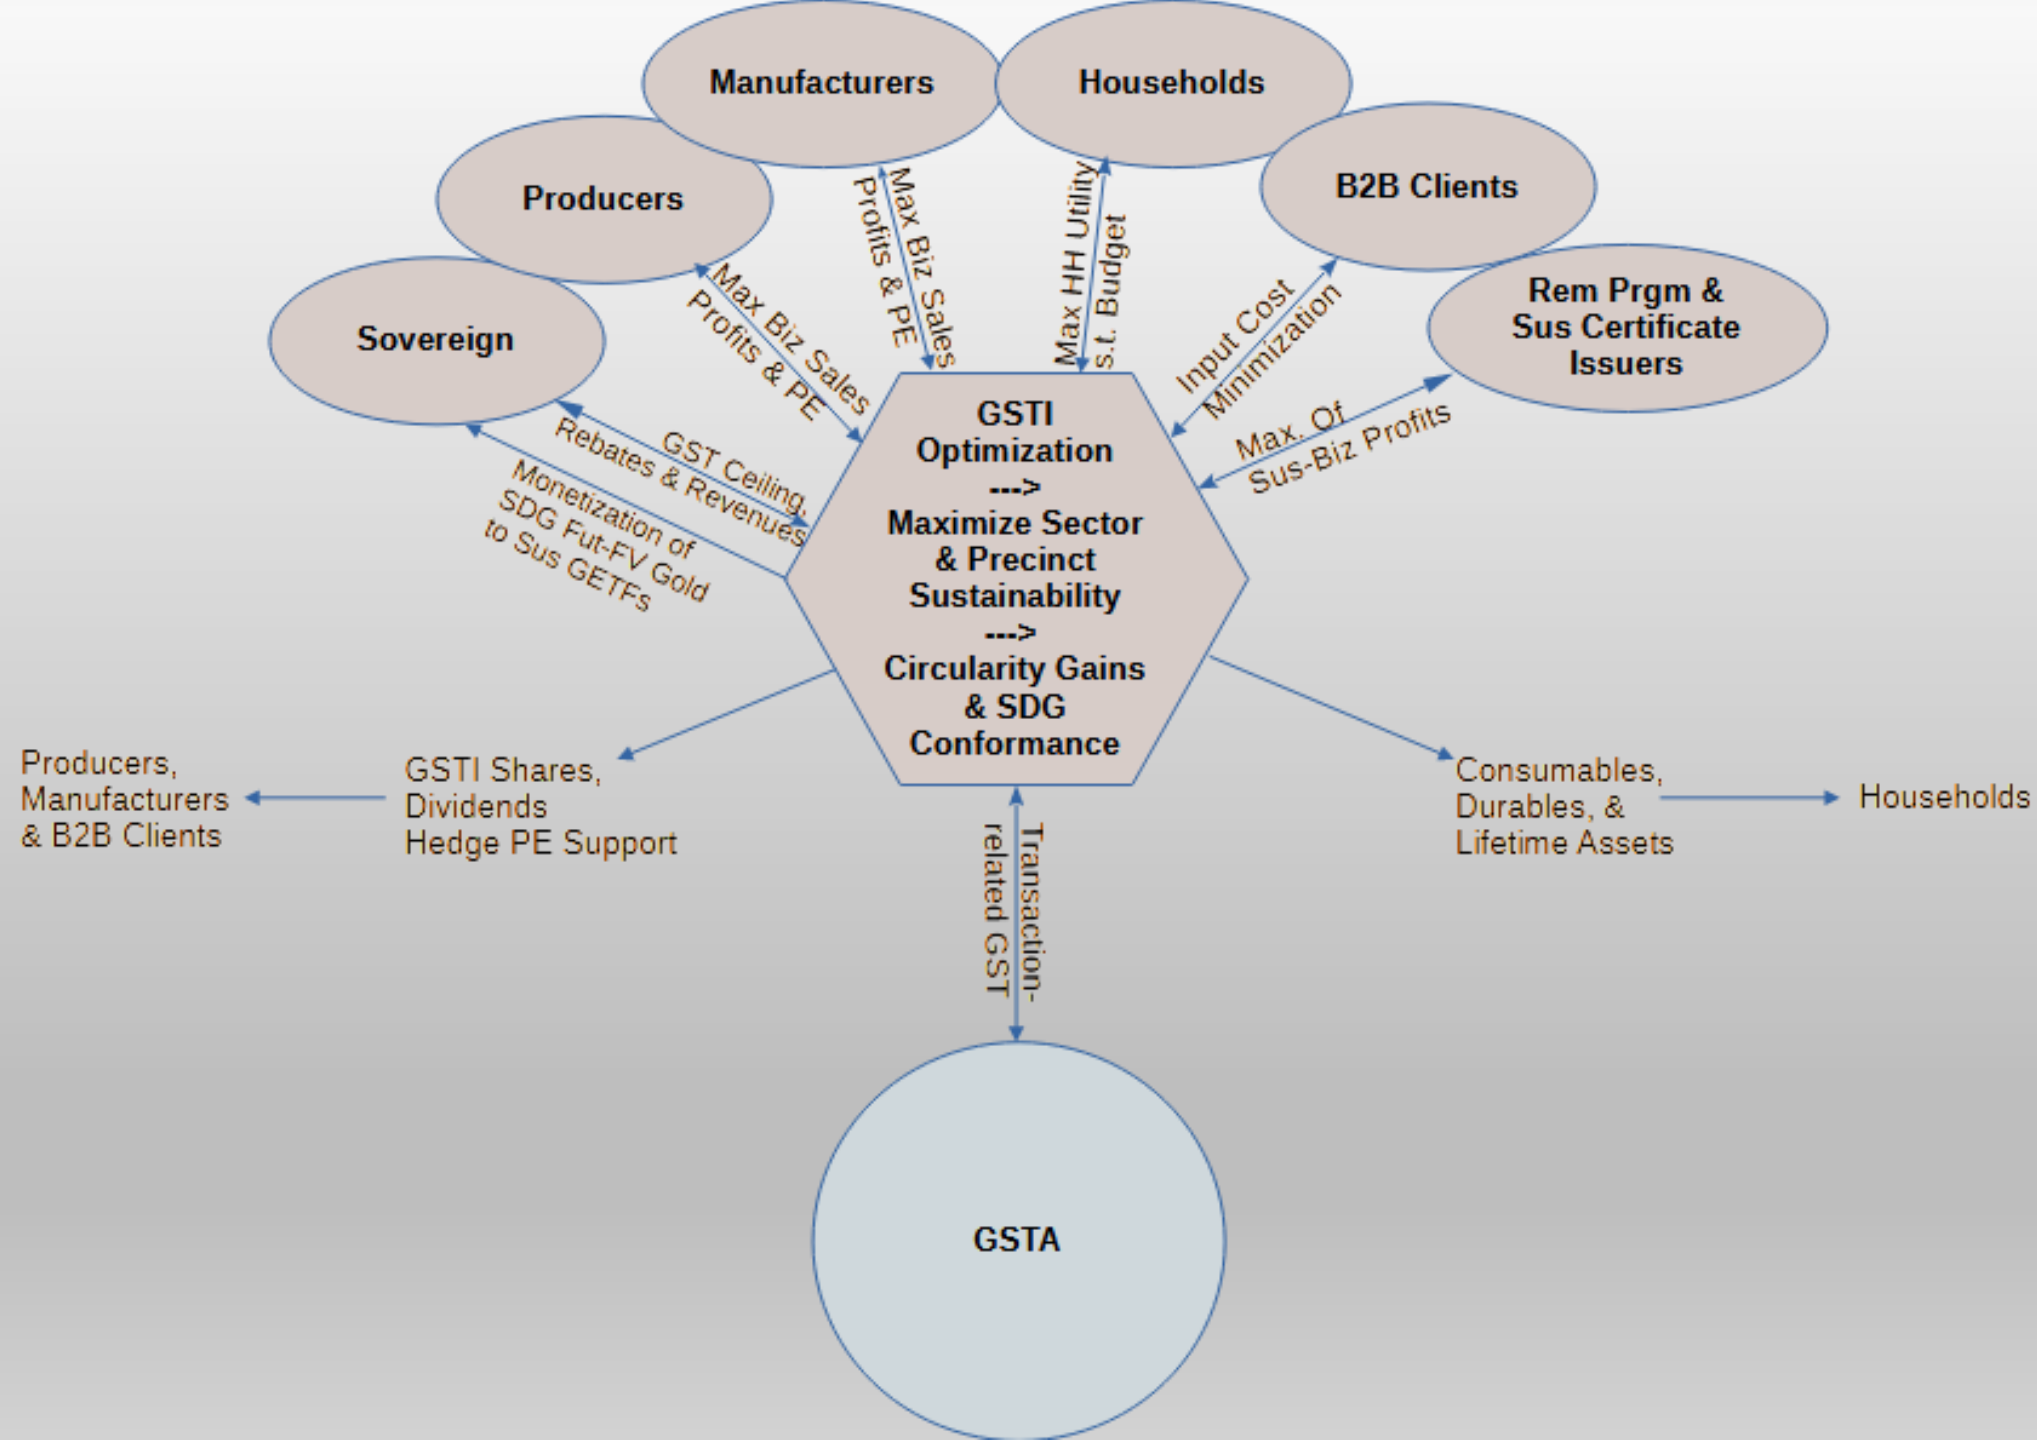 Manufacturers
Households
Producers
B2B Clients
Sovereign
Rem Prgm &
Sus Certificate
Issuers
Max Biz Sales
Profits & PE
Max Biz Sales
Profits & PE
Max HH Utility
s.t. Budget
Input Cost
Minimization
Max. Of
Sus-Biz Profits
GST Ceiling,
Rebates & Revenues
Monetization of
SDG Fut-FV Gold
to Sus GETFs
GSTI
Optimization
--->
Maximize Sector
& Precinct
Sustainability
--->
Circularity Gains
& SDG
Conformance
Producers,
Manufacturers
& B2B Clients
GSTI Shares,
Dividends
Hedge PE Support
Consumables,
Durables, &
Lifetime Assets
Households
Transaction-
related GST
GSTA